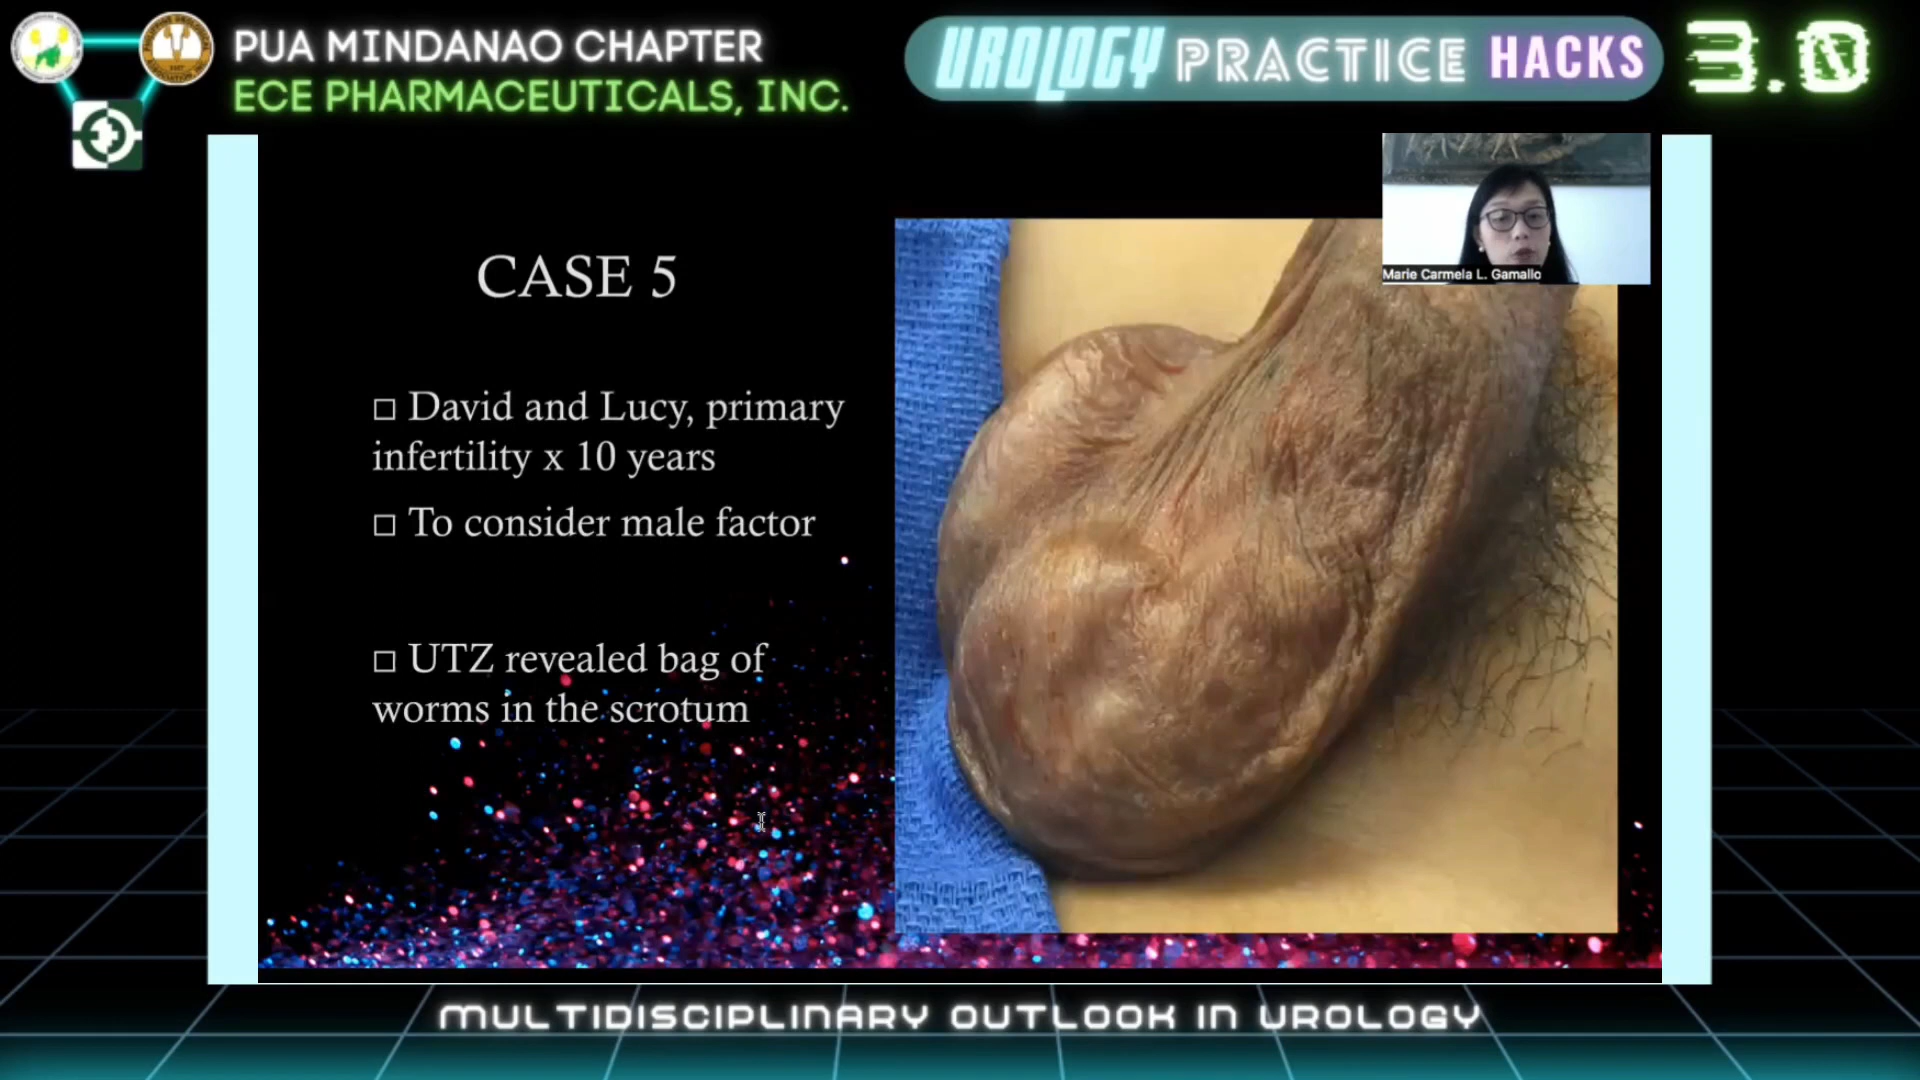 PUA MINDANAO CHAPTER
ECE PHARMACEUTICALS, INC.
UROLOGY PRACTICE HACKS 3.0
Marie Carmela L. Gamallo
CASE 5
David and Lucy, primary
infertility x 10 years
To consider male factor
UTZ revealed bag of
worms in the scrotum
MULTIDISCIPLINARY OUTLOOK IN UROLOGY